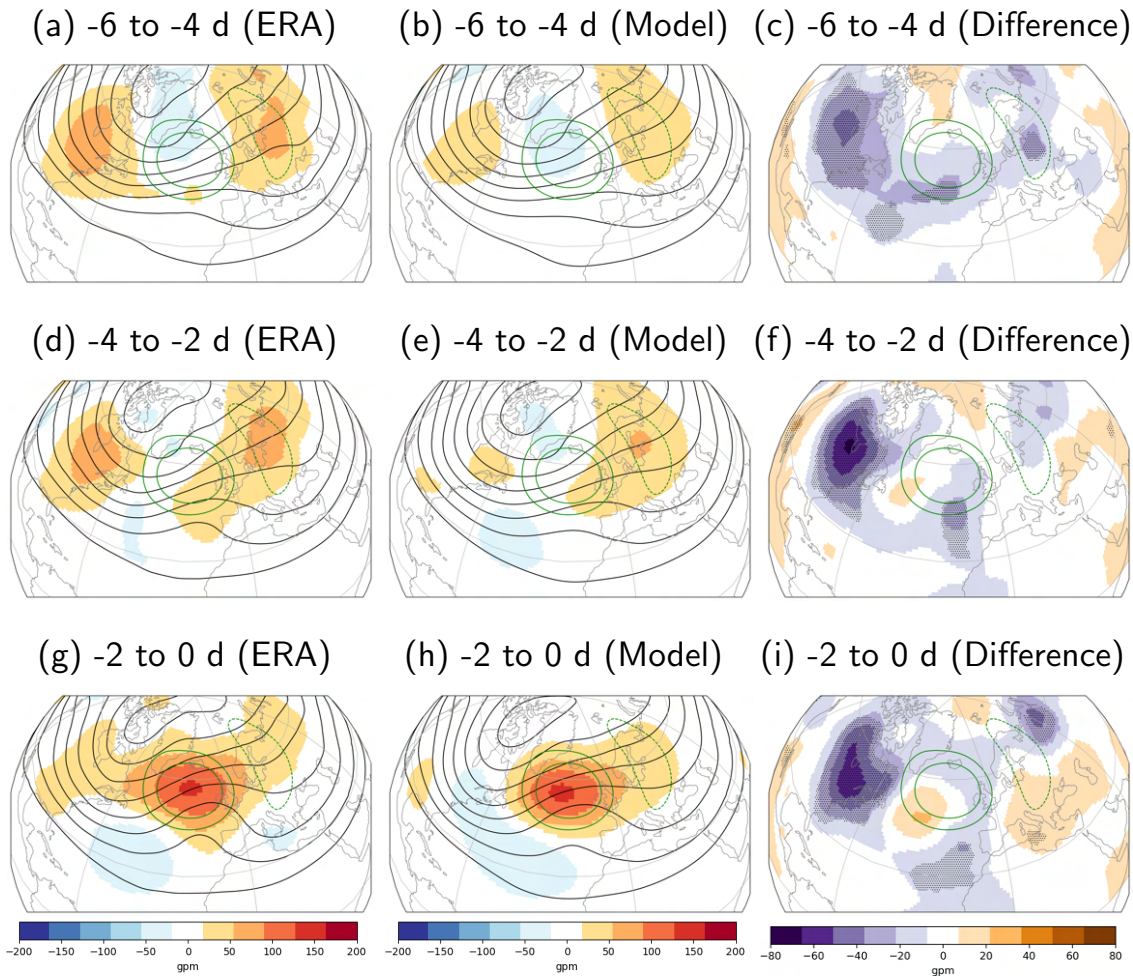 (a) -6 to -4 d (ERA)
(b) -6 to -4 d (Model)
(c) -6 to -4 d (Difference)
(d) -4 to -2 d (ERA)
(e) -4 to -2 d (Model)
(f) -4 to -2 d (Difference)
(g) -2 to 0 d (ERA)
(h) -2 to 0 d (Model)
(i) -2 to 0 d (Difference)
−200 −150 −100 −50 0 50 100 150 200
gpm
−200 −150 −100 −50 0 50 100 150 200
gpm
−80 −60 −40 −20 0 20 40 60 80
gpm